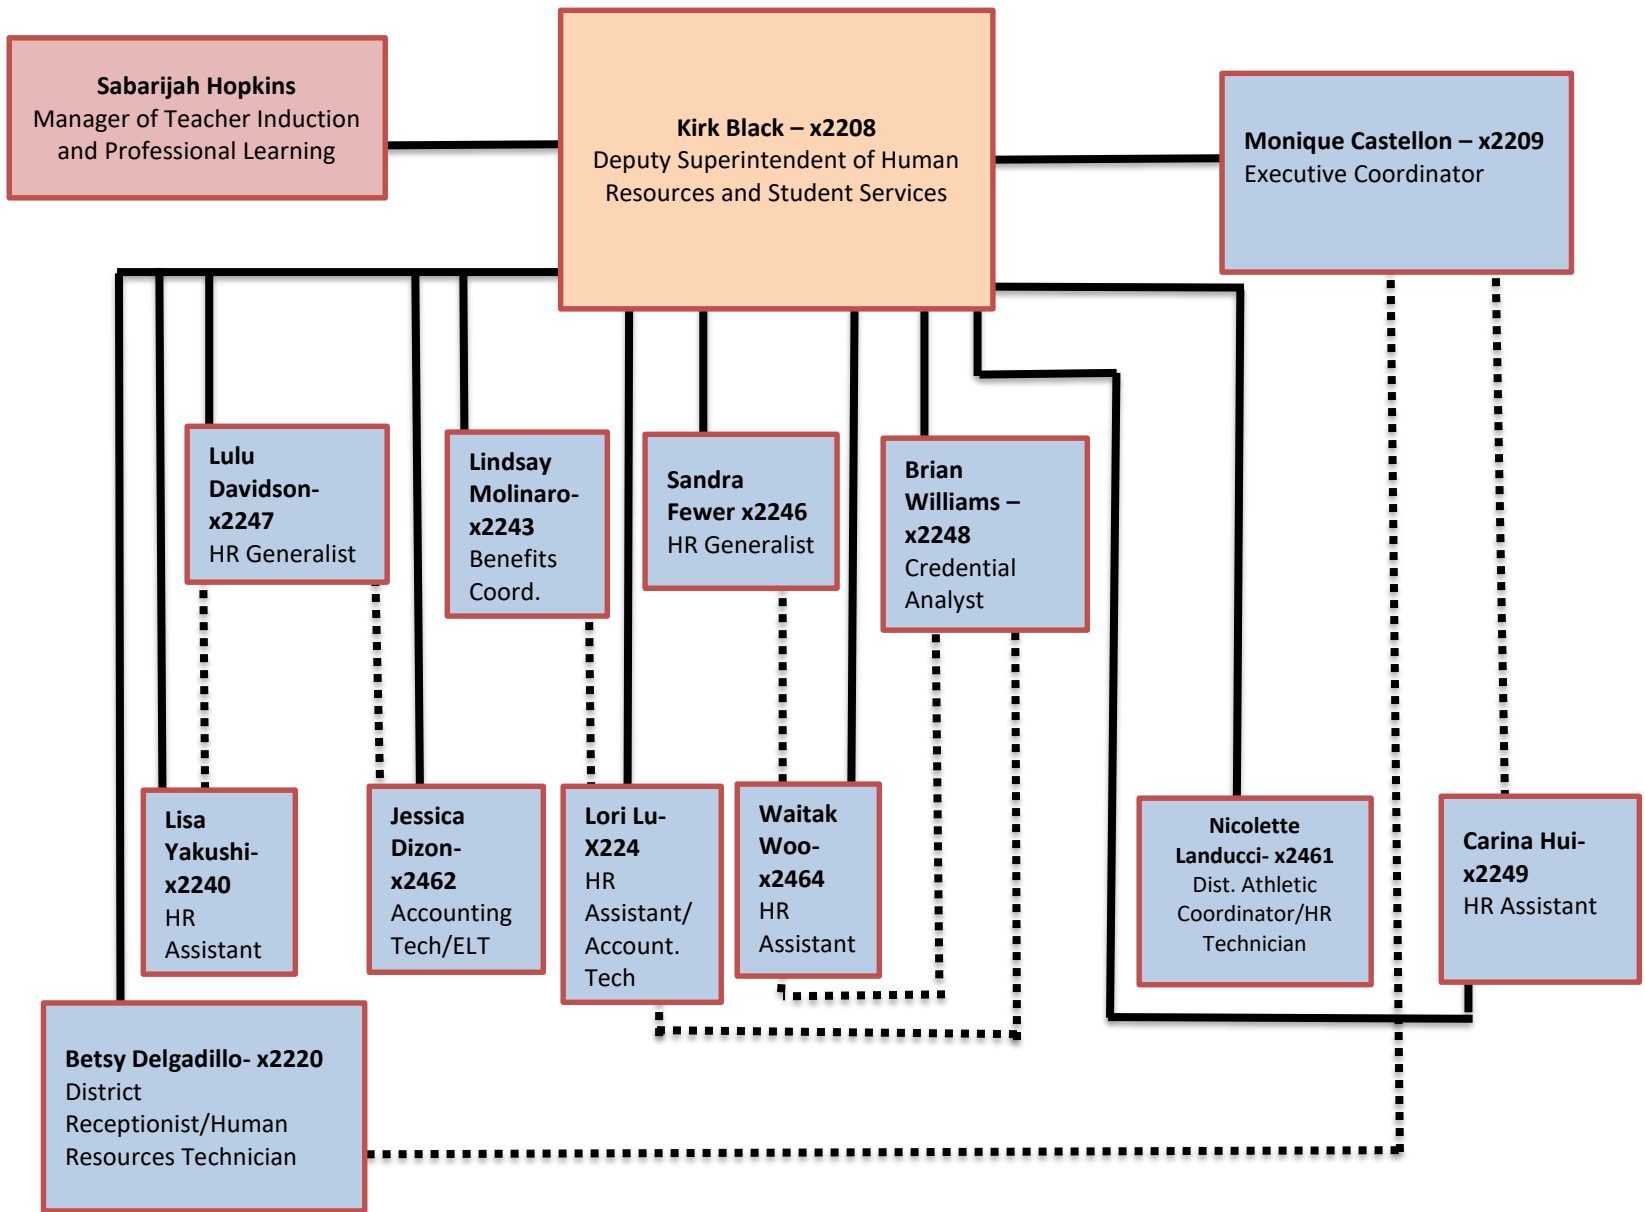 Sabarijah Hopkins
Manager of Teacher Induction
and Professional Learning
Kirk Black – x2208
Deputy Superintendent of Human
Resources and Student Services
Monique Castellon – x2209
Executive Coordinator
Lulu
Davidson-
x2247
HR Generalist
Lindsay
Molinaro-
x2243
Benefits
Coord.
Sandra
Fewer x2246
HR Generalist
Brian
Williams –
x2248
Credential
Analyst
Lisa
Yakushi-
x2240
HR
Assistant
Jessica
Dizon-
x2462
Accounting
Tech/ELT
Lori Lu-
X224
HR
Assistant/
Account.
Tech
Waitak
Woo-
x2464
HR
Assistant
Nicolette
Landucci- x2461
Dist. Athletic
Coordinator/HR
Technician
Carina Hui-
x2249
HR Assistant
Betsy Delgadillo- x2220
District
Receptionist/Human
Resources Technician